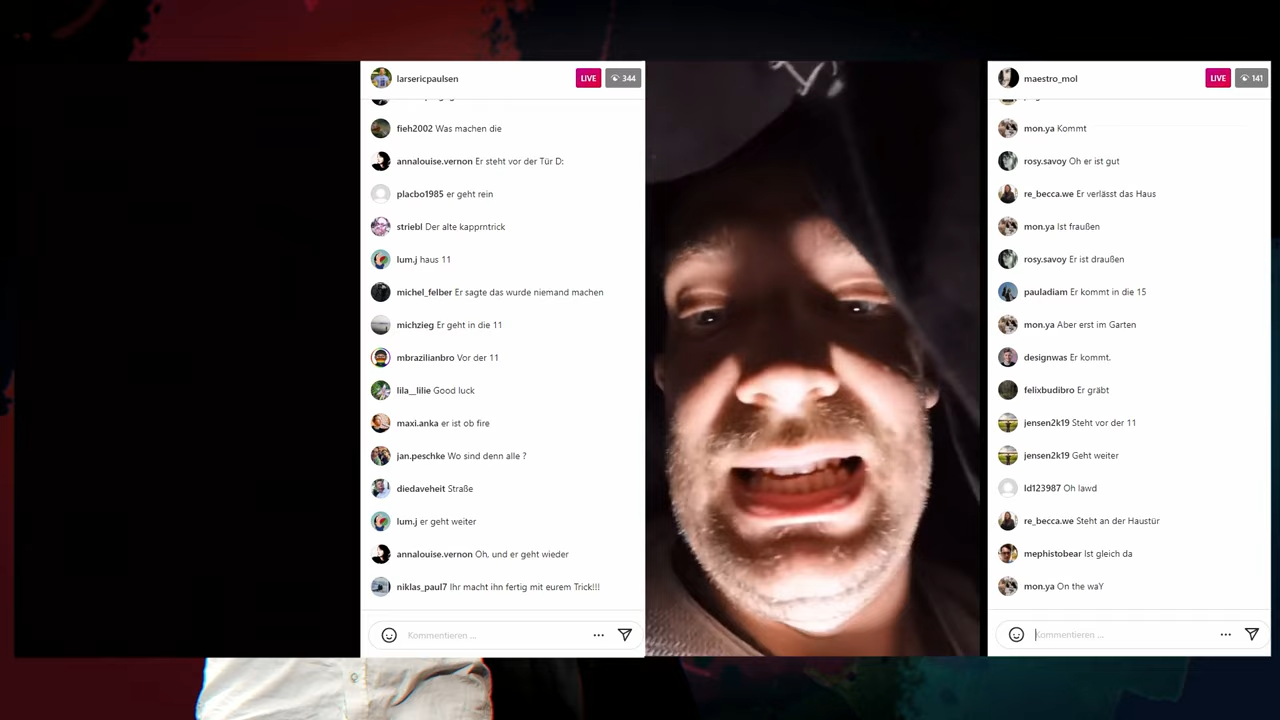 larsericpaulsen LIVE 344
fieh2002 Was machen die
annalouise.vernon Er steht vor der Tür D:
placbo1985 er geht rein
striebl Der alte kapprntrick
lum.j haus 11
michel_felber Er sagte das wurde niemand machen
michzieg Er geht in die 11
mbrazilianbro Vor der 11
lila__lilie Good luck
maxi.anka er ist ob fire
jan.peschke Wo sind denn alle ?
diedaveheit Straße
lum.j er geht weiter
annalouise.vernon Oh, und er geht wieder
niklas_paul7 Ihr macht ihn fertig mit eurem Trick!!!
Kommentieren ...
maestro_mol LIVE 141
mon.ya Kommt
rosy.savoy Oh er ist gut
re_becca.we Er verlässt das Haus
mon.ya Ist fraußen
rosy.savoy Er ist draußen
pauladiam Er kommt in die 15
mon.ya Aber erst im Garten
designwas Er kommt.
felixbudibro Er gräbt
jensen2k19 Steht vor der 11
jensen2k19 Geht weiter
ld123987 Oh lawd
re_becca.we Steht an der Haustür
mephistobear Ist gleich da
mon.ya On the waY
Kommentieren ...